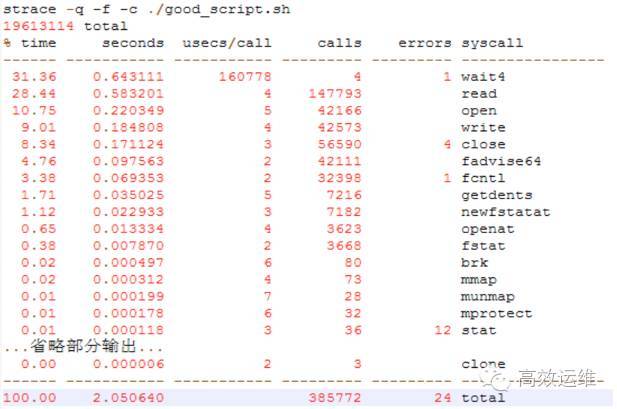 strace -q -f -c ./good_script.sh
19613114 total
% time seconds usecs/call calls errors syscall
------ ----------- ----------- --------- --------- ----------------
31.36 0.643111 160778 4 1 wait4
28.44 0.583201 4 147793 read
10.75 0.220349 5 42166 open
9.01 0.184808 4 42573 write
8.34 0.171124 3 56590 4 close
4.76 0.097563 2 42111 fadvise64
3.38 0.069353 2 32398 1 fcntl
1.71 0.035025 5 7216 getdents
1.12 0.022933 3 7182 newfstatat
0.65 0.013334 4 3623 openat
0.38 0.007870 2 3668 fstat
0.02 0.000497 6 80 brk
0.02 0.000312 4 73 mmap
0.01 0.000199 7 28 munmap
0.01 0.000178 6 32 mprotect
0.01 0.000118 3 36 12 stat
...省略部分输出...
0.00 0.000006 2 3 clone
------ ----------- ----------- --------- --------- ----------------
100.00 2.050640 385772 24 total
高效运维